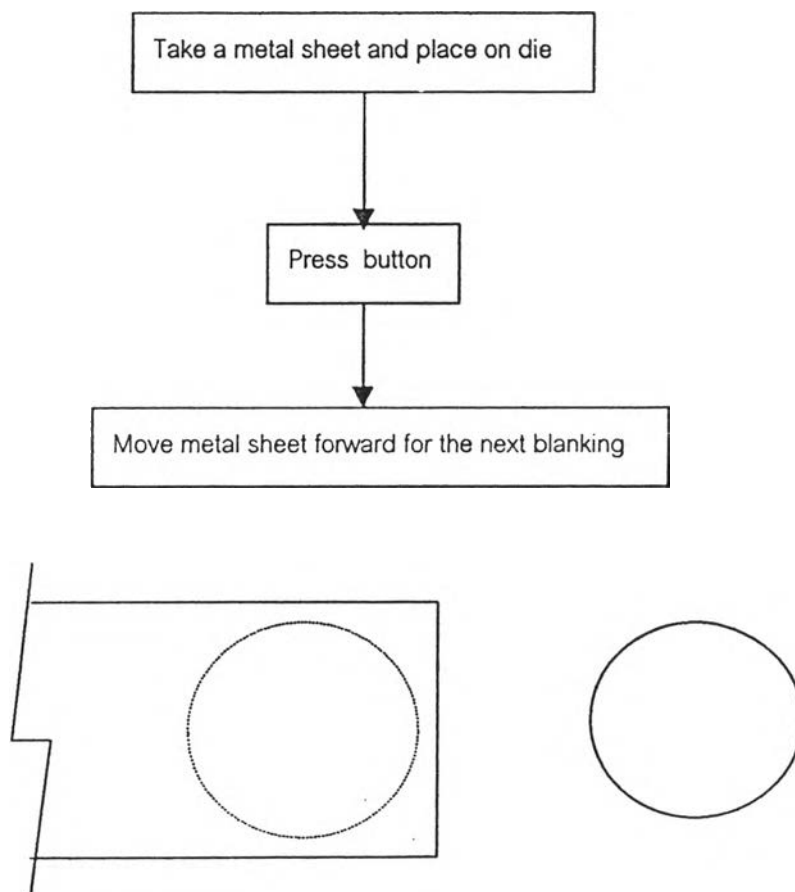 Take a metal sheet and place on die
Press button
Move metal sheet forward for the next blanking